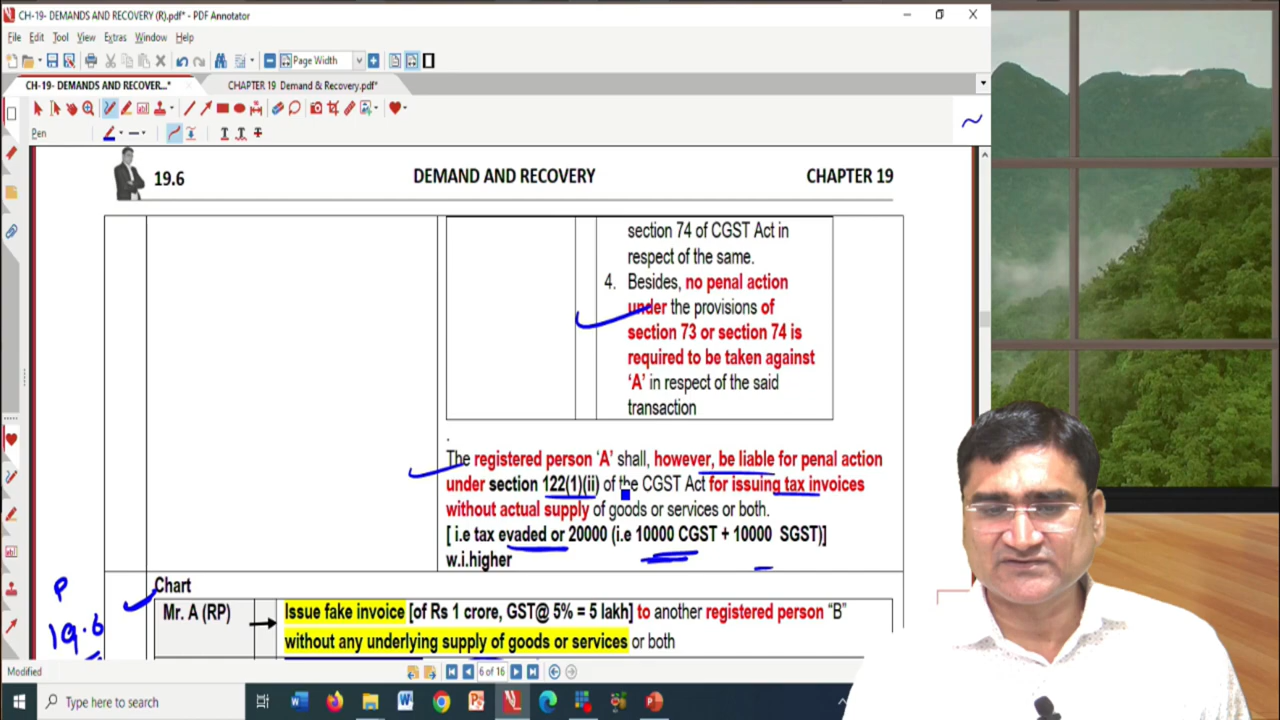 CH-19- DEMANDS AND RECOVERY (R).pdf* - PDF Annotator
File Edit Tool View Extras Window Help
Page Width
CH-19- DEMANDS AND RECOVER...* CHAPTER 19 Demand & Recovery.pdf*
Pen
19.6 DEMAND AND RECOVERY CHAPTER 19
section 74 of CGST Act in
respect of the same.
4. Besides, no penal action
under the provisions of
section 73 or section 74 is
required to be taken against
‘A’ in respect of the said
transaction
.
The registered person ‘A’ shall, however, be liable for penal action
under section 122(1)(ii) of the CGST Act for issuing tax invoices
without actual supply of goods or services or both.
[ i.e tax evaded or 20000 (i.e 10000 CGST + 10000 SGST)]
w.i.higher
P
19.6
Chart
Mr. A (RP) Issue fake invoice [of Rs 1 crore, GST@ 5% = 5 lakh] to another registered person “B”
without any underlying supply of goods or services or both
Modified 6 of 16
Type here to search